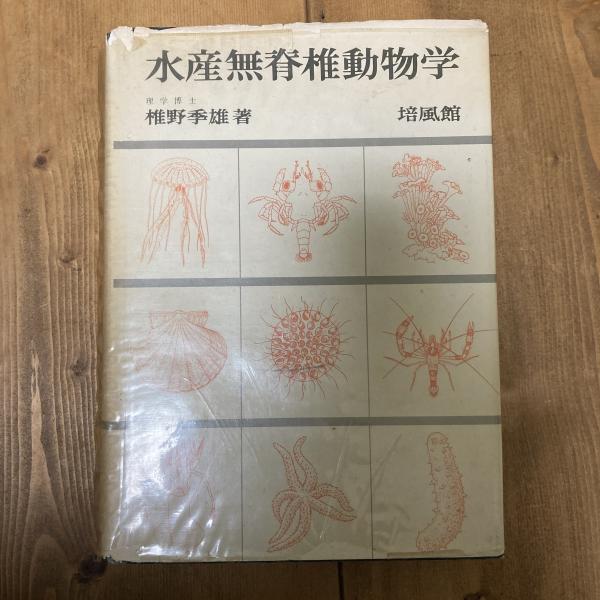 水産無脊椎動物学
理学博士
椎野季雄著
培風館